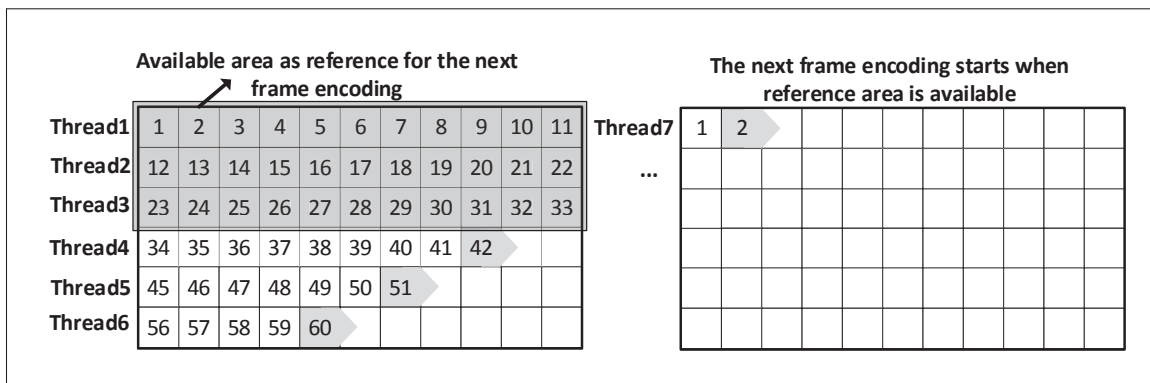 Available area as reference for the next
frame encoding
Thread1 1 2 3 4 5 6 7 8 9 10 11
Thread2 12 13 14 15 16 17 18 19 20 21 22
Thread3 23 24 25 26 27 28 29 30 31 32 33
Thread4 34 35 36 37 38 39 40 41 42
Thread5 45 46 47 48 49 50 51
Thread6 56 57 58 59 60
The next frame encoding starts when
reference area is available
Thread7 1 2
...